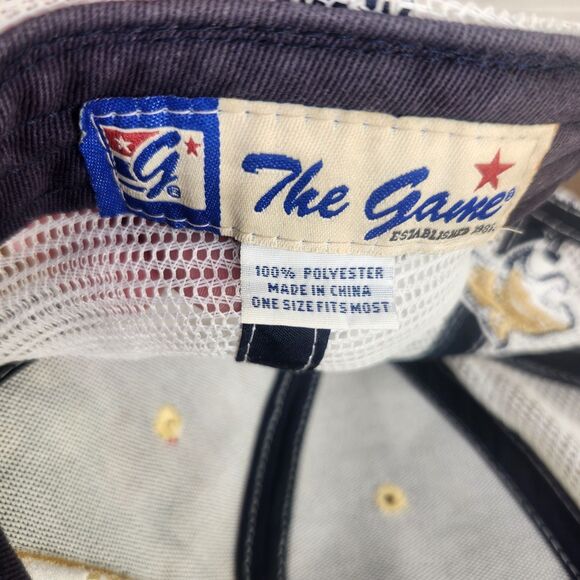 G®
The Game®
ESTABLISHED 1986
100% POLYESTER
MADE IN CHINA
ONE SIZE FITS MOST